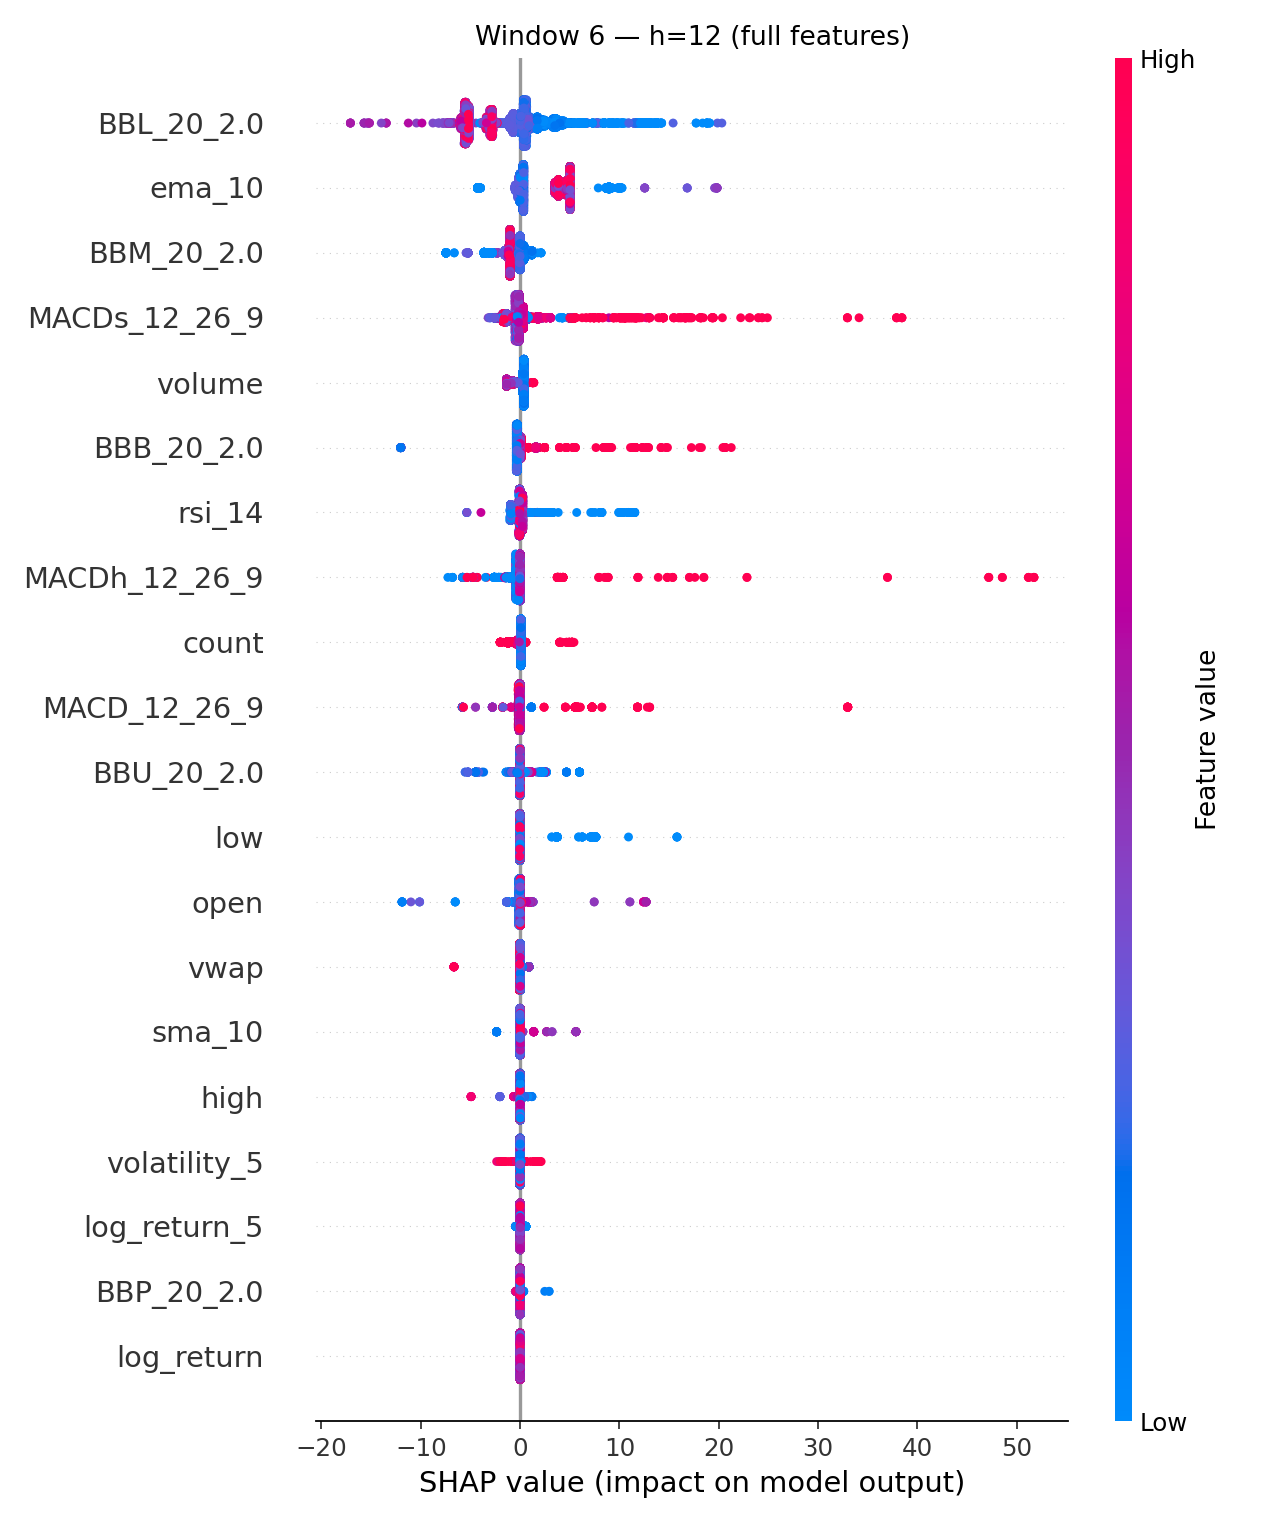 Window 6 — h=12 (full features)
High
BBL_20_2.0
ema_10
BBM_20_2.0
MACDs_12_26_9
volume
BBB_20_2.0
rsi_14
MACDh_12_26_9
count
MACD_12_26_9
BBU_20_2.0
low
open
vwap
sma_10
high
volatility_5
log_return_5
BBP_20_2.0
log_return
Feature value
Low
−20 −10 0 10 20 30 40 50
SHAP value (impact on model output)